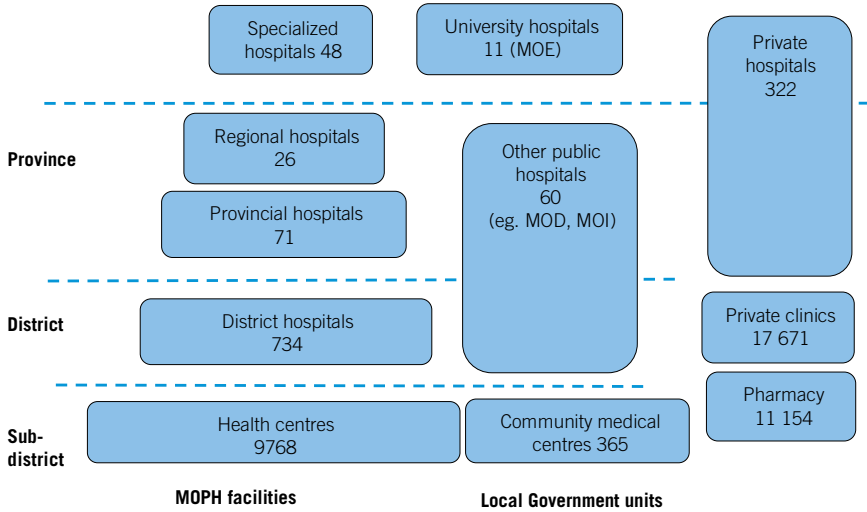 Specialized
hospitals 48
University hospitals
11 (MOE)
Private
hospitals
322
Province
Regional hospitals
26
Provincial hospitals
71
Other public
hospitals
60
(eg. MOD, MOI)
District
District hospitals
734
Private clinics
17 671
Pharmacy
11 154
Sub-
district
Health centres
9768
Community medical
centres 365
MOPH facilities
Local Government units